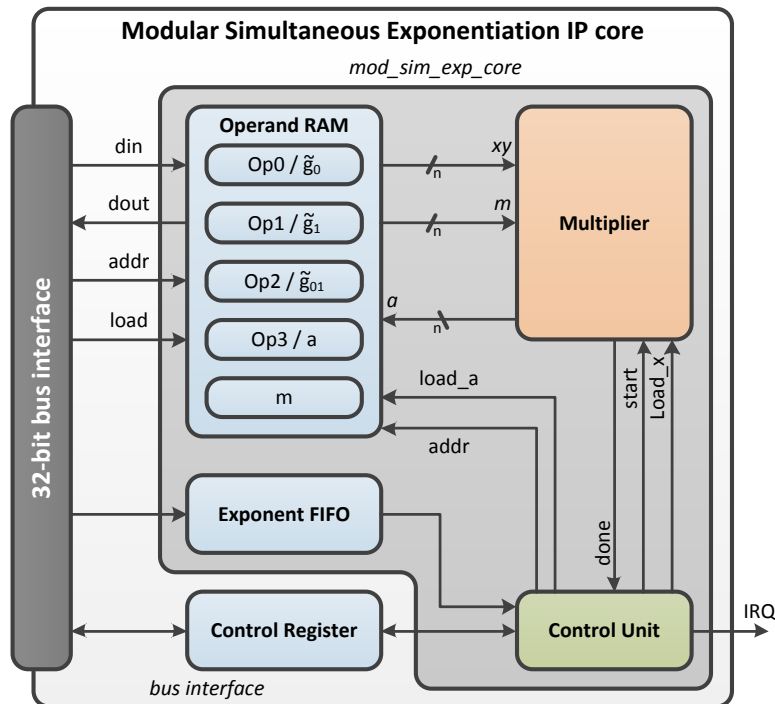 Modular Simultaneous Exponentiation IP core
mod_sim_exp_core
32-bit bus interface
din
dout
addr
load
Operand RAM
Op0 / g̃₀
Op1 / g̃₁
Op2 / g̃₀₁
Op3 / a
m
n
xy
n
m
a
n
Multiplier
load_a
addr
done
start
Load_x
Exponent FIFO
Control Register
Control Unit
IRQ
bus interface